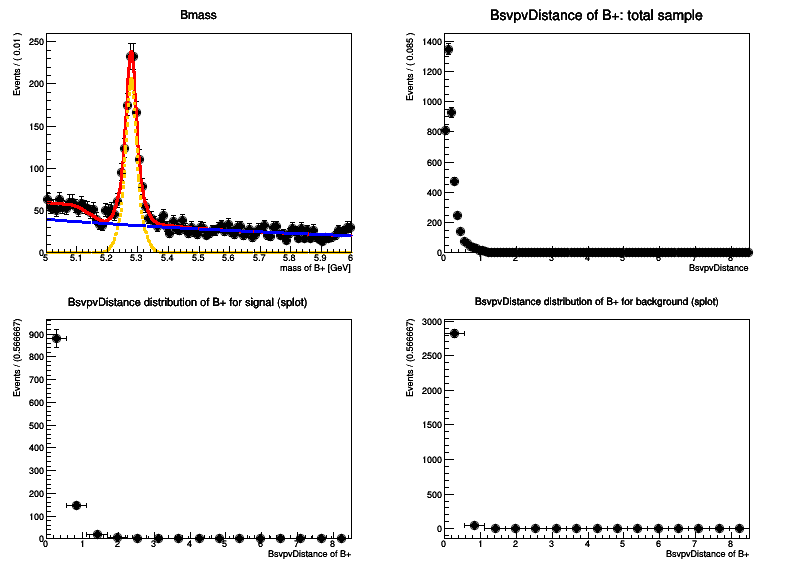 Bmass
Events / ( 0.01 )
260
250
200
150
100
50
0
5 5.1 5.2 5.3 5.4 5.5 5.6 5.7 5.8 5.9 6
mass of B+ [GeV]
BsvpvDistance of B+: total sample
Events / ( 0.085 )
1400
1200
1000
800
600
400
200
0
0 1 2 3 4 5 6 7 8
BsvpvDistance
BsvpvDistance distribution of B+ for signal (splot)
Events / (0.566667)
900
800
700
600
500
400
300
200
100
0
0 1 2 3 4 5 6 7 8
BsvpvDistance of B+
BsvpvDistance distribution of B+ for background (splot)
Events / (0.566667)
3000
2500
2000
1500
1000
500
0
0 1 2 3 4 5 6 7 8
BsvpvDistance of B+